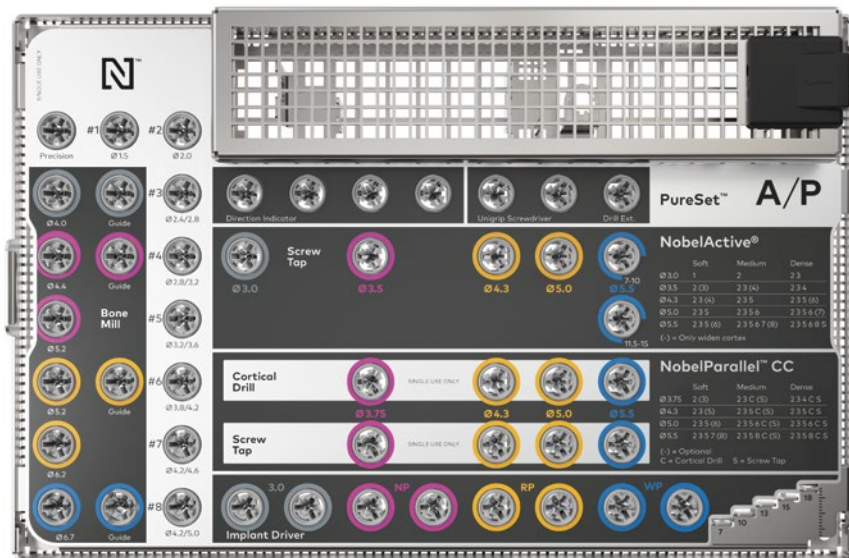 SINGLE USE ONLY
N™
Precision
#1
Ø1.5
#2
Ø2.0
Ø4.0
Guide
#3
Ø2.4/2.8
Direction Indicator
Unigrip Screwdriver
Drill Ext.
PureSet™
A/P
Ø4.4
Guide
#4
Ø2.8/3.2
Ø3.0
Screw
Tap
Ø3.5
Ø4.3
Ø5.0
Ø5.5
7-10
11,5-15
NobelActive®
Soft Medium Dense
Ø3.0 1 2 2 3
Ø3.5 2 (3) 2 3 (4) 2 3 4
Ø4.3 2 3 (4) 2 3 5 2 3 5 (6)
Ø5.0 2 3 5 2 3 5 6 2 3 5 6 (7)
Ø5.5 2 3 5 (6) 2 3 5 6 7 (8) 2 3 5 6 8 S
(-) = Only widen cortex
Ø5.2
Bone
Mill
#5
Ø3.2/3.6
Ø5.2
Guide
#6
Ø3.8/4.2
Cortical
Drill
SINGLE USE ONLY
Ø3.75
Ø4.3
Ø5.0
Ø5.5
NobelParallel™ CC
Soft Medium Dense
Ø3.75 2 (3) 2 3 C (S) 2 3 4 C S
Ø4.3 2 3 (5) 2 3 5 C (S) 2 3 5 C S
Ø5.0 2 3 5 (6) 2 3 5 6 C (S) 2 3 5 6 C S
Ø5.5 2 3 5 7 (8) 2 3 5 8 C (S) 2 3 5 8 C S
(-) = Optional
C = Cortical Drill S = Screw Tap
Ø6.2
#7
Ø4.2/4.6
Screw
Tap
SINGLE USE ONLY
Ø6.7
Guide
#8
Ø4.2/5.0
3.0
NP
RP
WP
Implant Driver
7
10
13
15
18